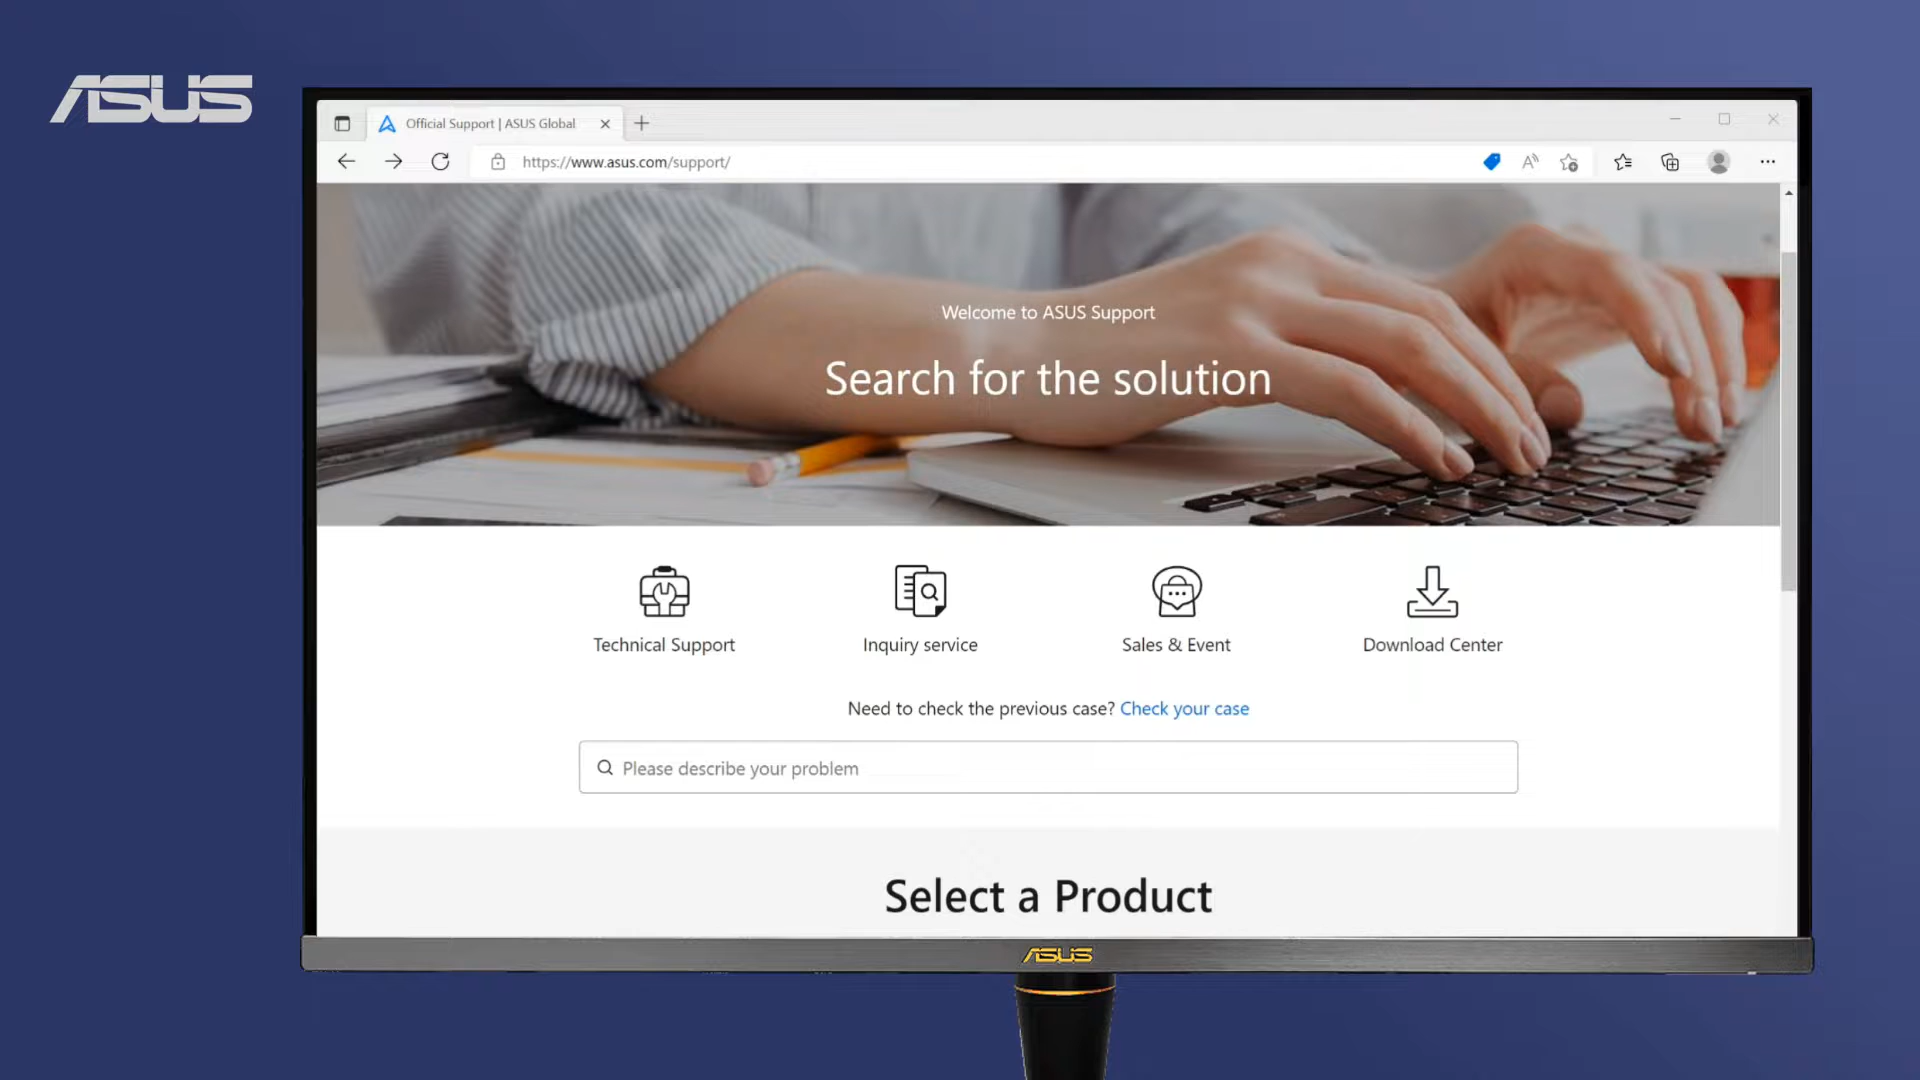 ASUS
Official Support | ASUS Global
https://www.asus.com/support/
Welcome to ASUS Support
Search for the solution
Technical Support
Inquiry service
Sales & Event
Download Center
Need to check the previous case? Check your case
Please describe your problem
Select a Product
ASUS